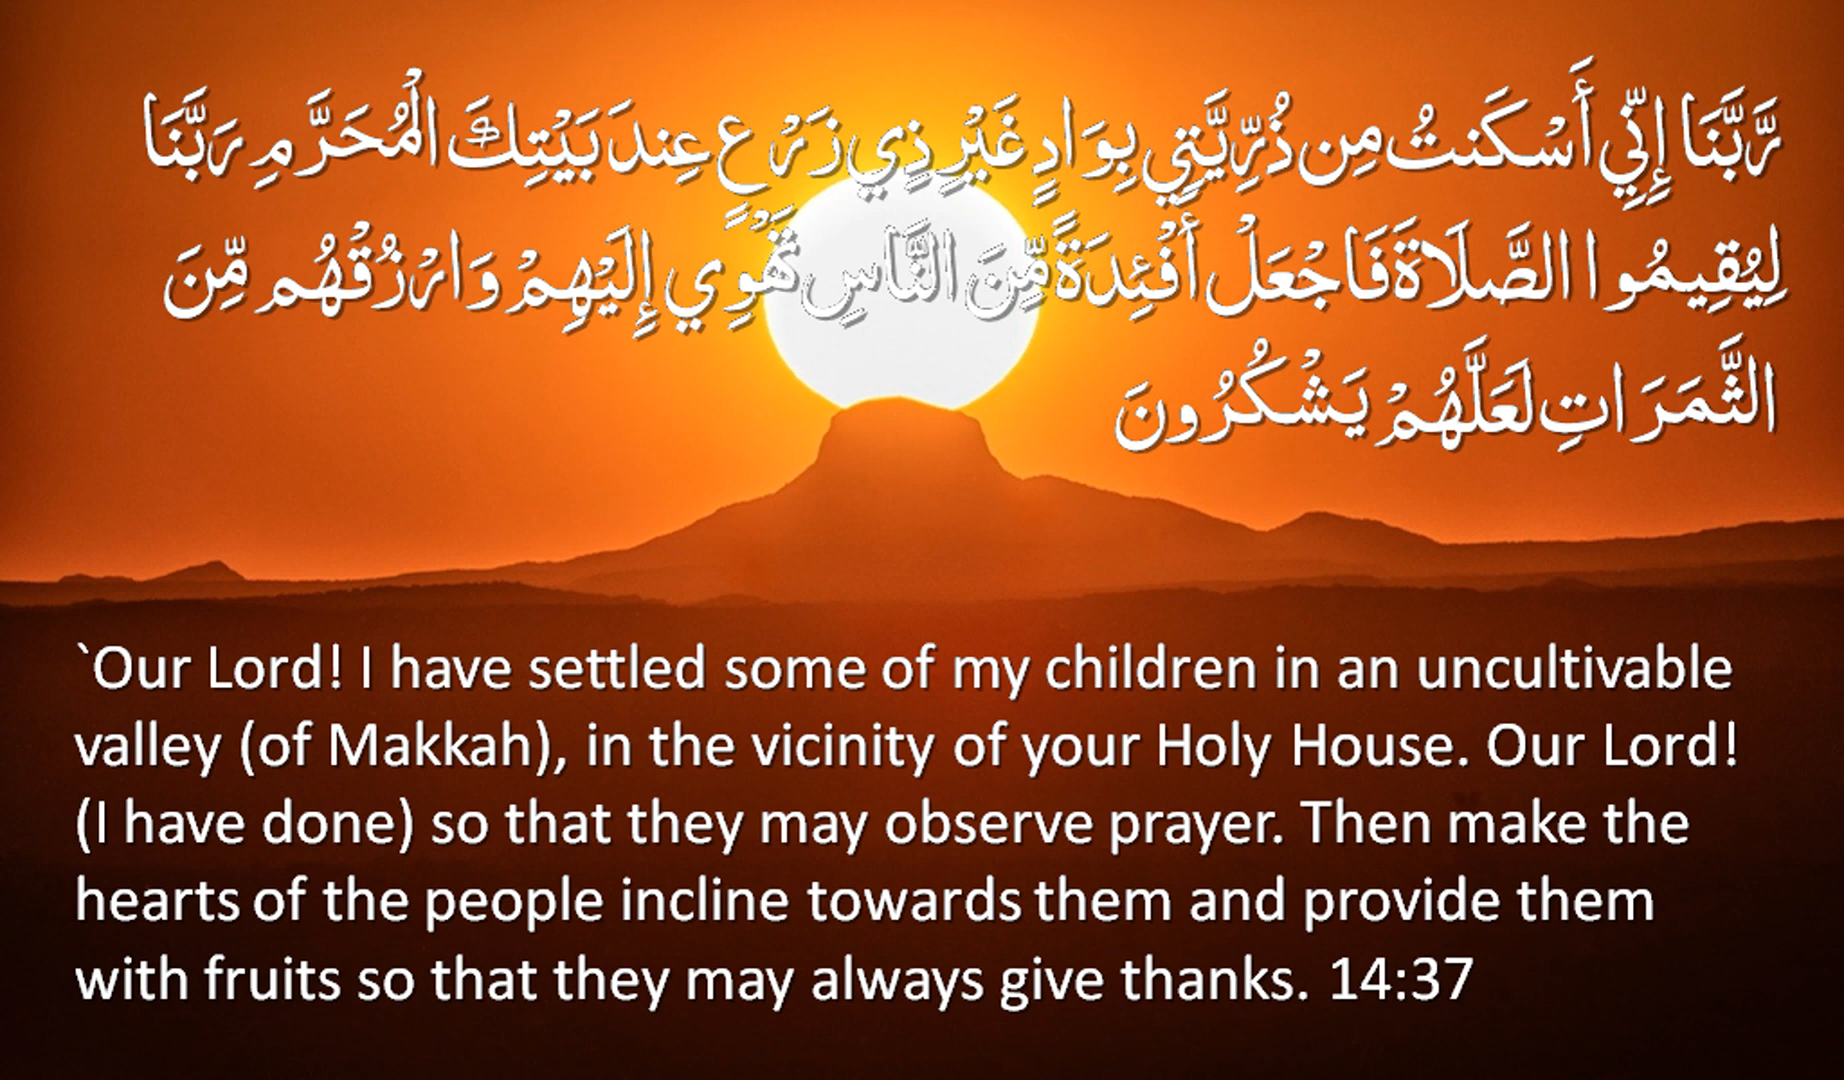 رَّبَّنَا إِنِّي أَسْكَنتُ مِن ذُرِّيَّتِي بِوَادٍ غَيْرِ ذِي زَرْعٍ عِندَ بَيْتِكَ الْمُحَرَّمِ رَبَّنَا
لِيُقِيمُوا الصَّلَاةَ فَاجْعَلْ أَفْئِدَةً مِّنَ النَّاسِ تَهْوِي إِلَيْهِمْ وَارْزُقْهُم مِّنَ
الثَّمَرَاتِ لَعَلَّهُمْ يَشْكُرُونَ
`Our Lord! I have settled some of my children in an uncultivable
valley (of Makkah), in the vicinity of your Holy House. Our Lord!
(I have done) so that they may observe prayer. Then make the
hearts of the people incline towards them and provide them
with fruits so that they may always give thanks. 14:37